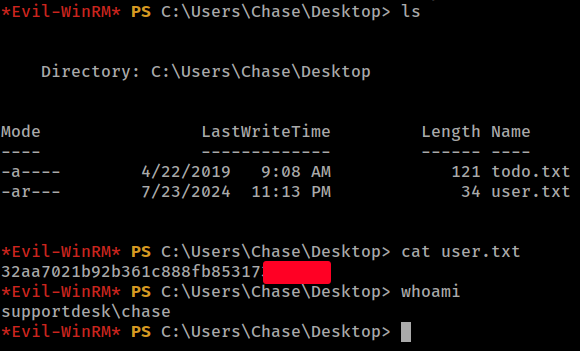 *Evil-WinRM* PS C:\Users\Chase\Desktop> ls
Directory: C:\Users\Chase\Desktop
Mode                LastWriteTime         Length Name
----                -------------         ------ ----
-a----        4/22/2019   9:08 AM            121 todo.txt
-ar---        7/23/2024  11:13 PM             34 user.txt
*Evil-WinRM* PS C:\Users\Chase\Desktop> cat user.txt
32aa7021b92b361c888fb85317
*Evil-WinRM* PS C:\Users\Chase\Desktop> whoami
supportdesk\chase
*Evil-WinRM* PS C:\Users\Chase\Desktop>